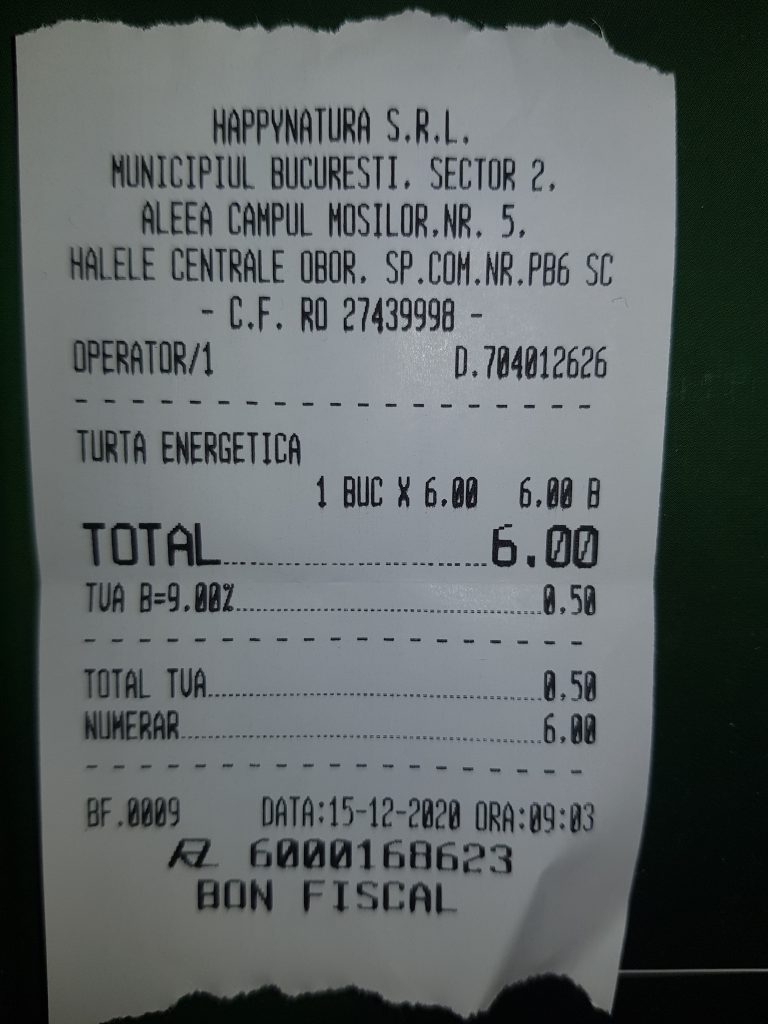 HAPPYNATURA S.R.L.
MUNICIPIUL BUCURESTI. SECTOR 2.
ALEEA CAMPUL MOSILOR.NR. 5.
HALELE CENTRALE OBOR. SP.COM.NR.PB6 SC
- C.F. RO 27439998 -
OPERATOR/1 D.704012626
TURTA ENERGETICA
1 BUC X 6.00 6.00 B
TOTAL 6.00
TVA B=9.00% 0.50
TOTAL TVA 0.50
NUMERAR 6.00
BF.0009 DATA:15-12-2020 ORA:09:03
6000168623
BON FISCAL